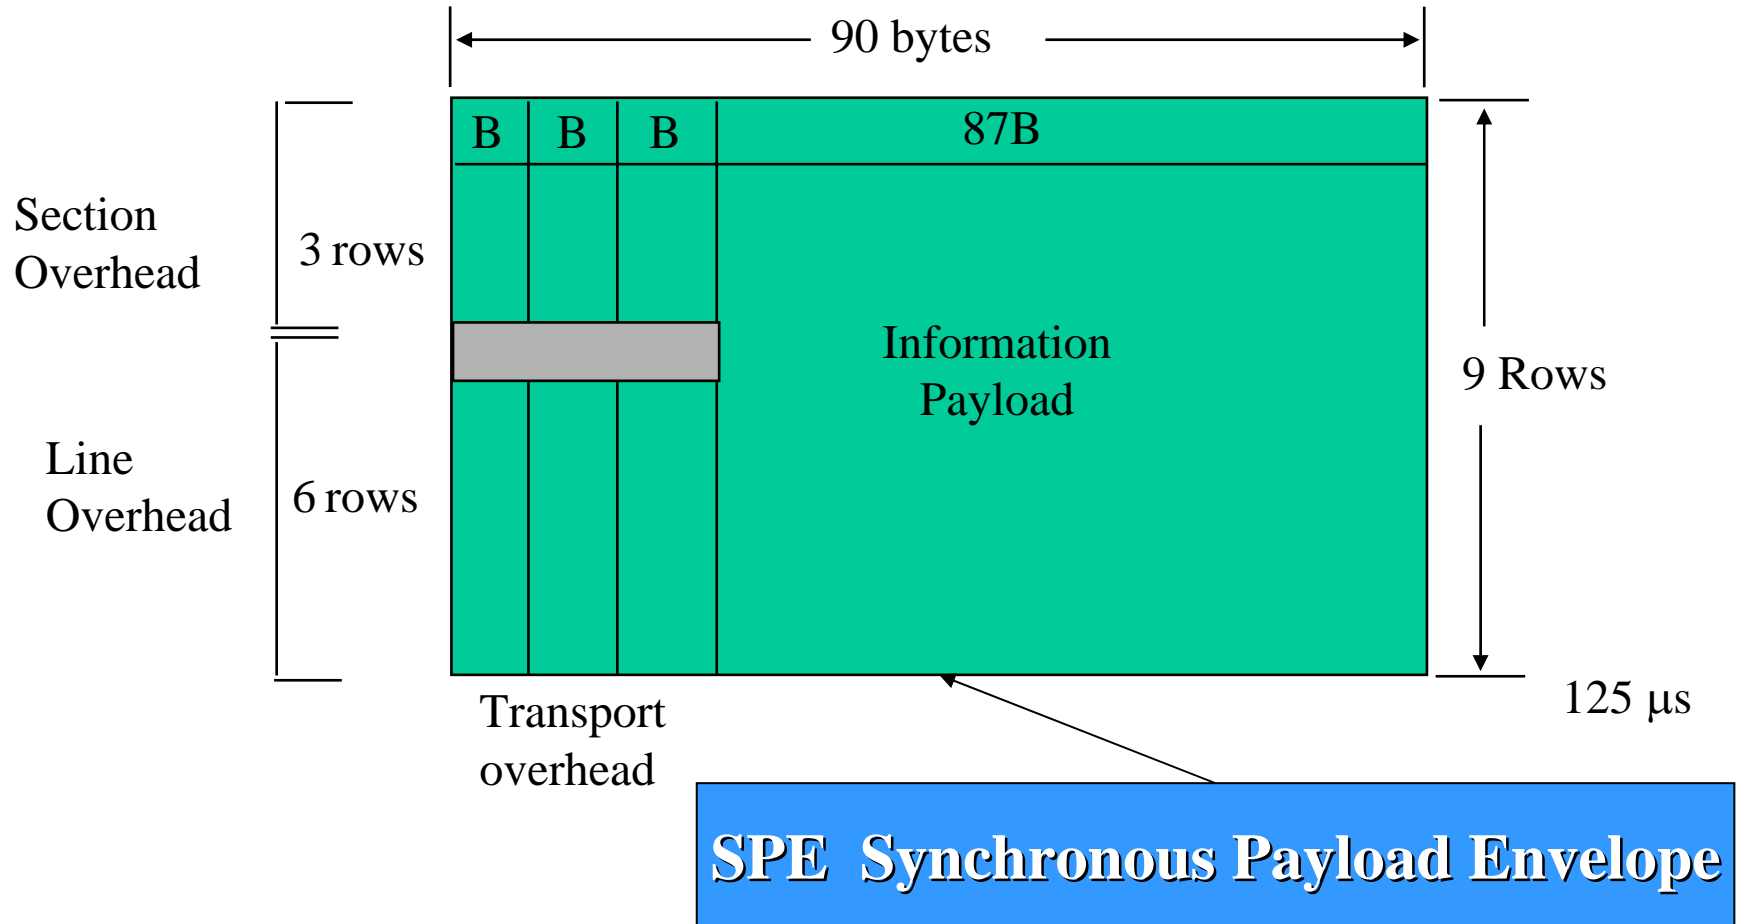 90 bytes
B B B 87B
Section
Overhead
3 rows
Information
Payload
9 Rows
Line
Overhead
6 rows
Transport
overhead
125 μs
SPE Synchronous Payload Envelope